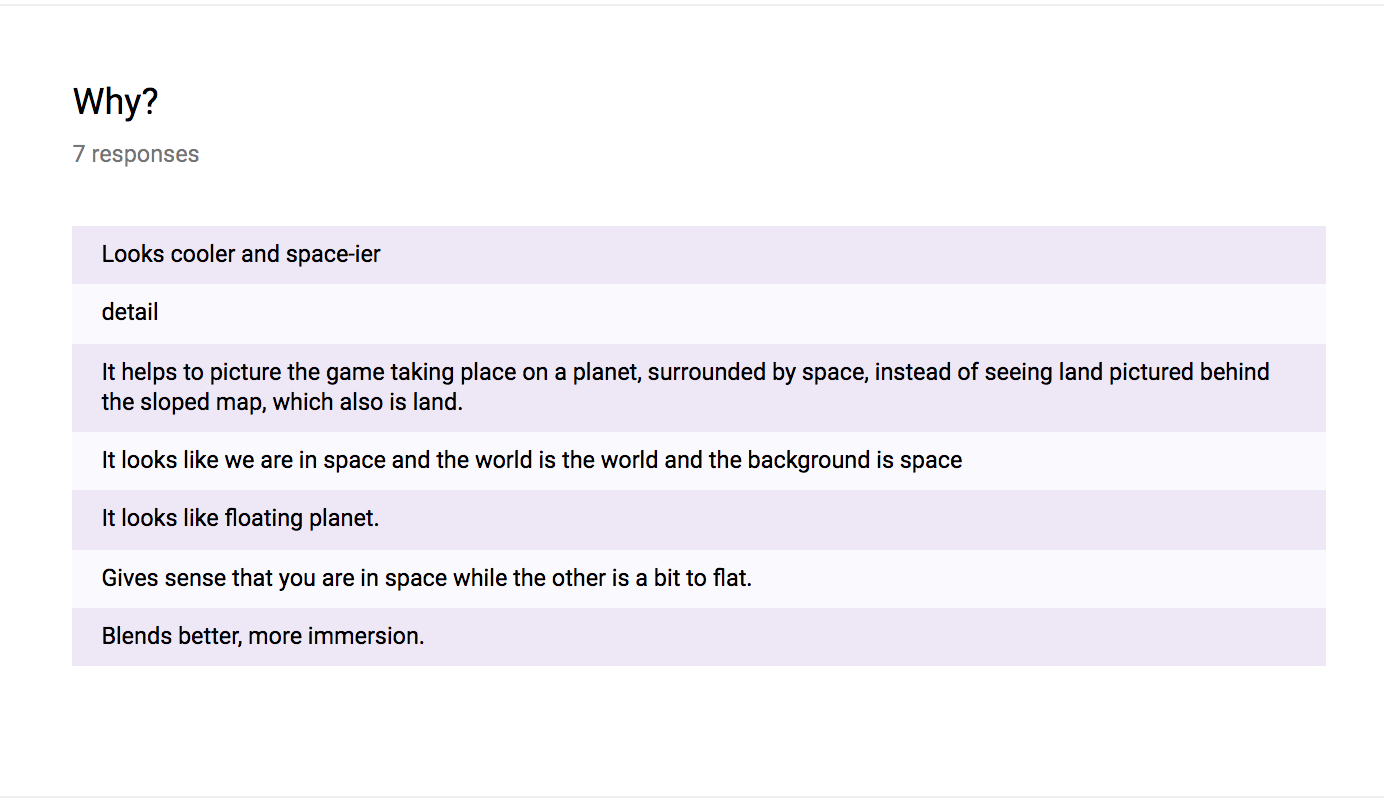 Why?
7 responses
Looks cooler and space-ier
detail
It helps to picture the game taking place on a planet, surrounded by space, instead of seeing land pictured behind
the sloped map, which also is land.
It looks like we are in space and the world is the world and the background is space
It looks like floating planet.
Gives sense that you are in space while the other is a bit to flat.
Blends better, more immersion.